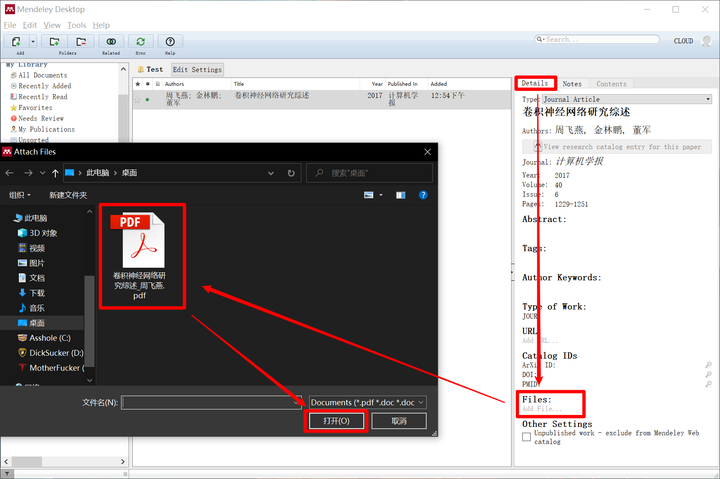 Mendeley Desktop
File Edit View Tools Help
Add
Folders
Related
Sync
Help
Search...
CLOUD
My Library
All Documents
Recently Added
Recently Read
Favorites
Needs Review
My Publications
Unsorted
Test
Edit Settings
Authors Title Year Published In Added
周飞燕; 金林鹏; 董军
卷积神经网络研究综述
2017
计算机学报
12:54下午
Details Notes Contents
Type: Journal Article
卷积神经网络研究综述
Authors: 周飞燕, 金林鹏, 董军
View research catalog entry for this paper
Journal: 计算机学报
Year: 2017
Volume: 40
Issue: 6
Pages: 1229-1251
Abstract:
Tags:
Author Keywords:
Type of Work:
JOUR
URL
Add URL...
Catalog IDs
ArXiv ID:
DOI:
PMID:
Files:
Add File...
Other Settings
Unpublished work - exclude from Mendeley Web
catalog
Attach Files
此电脑 > 桌面
搜索"桌面"
组织
新建文件夹
此电脑
3D 对象
视频
图片
文档
下载
音乐
桌面
Asshole (C:)
DickSucker (D:)
MotherFucker (
PDF
卷积神经网络研
究综述_周飞燕.
pdf
文件名(N):
Documents (*.pdf *.doc *.doc
打开(O)
取消